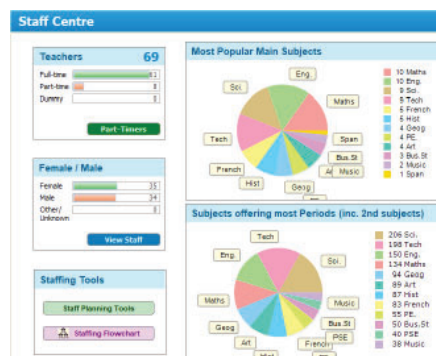 Staff Centre
Teachers 69
Full-time 61
Part-time 8
Dummy 0
Part-Timers
Female / Male
Female 35
Male 34
Other/ Unknown 0
View Staff
Staffing Tools
Staff Planning Tools
Staffing Flowchart
Most Popular Main Subjects
Eng.
Sci.
Maths
Tech
Span
Bus.St
French
Music
Hist
Geog
10 Maths
10 Eng.
9 Sci.
9 Tech
5 French
5 Hist
4 Geog
4 PE.
4 Art
3 Bus.St
2 Music
1 Span
Subjects offering most Periods (inc. 2nd subjects)
Tech
Eng.
Sci.
Maths
Music
Geog
Bus.St
Art
French
PSE
Hist
206 Sci.
198 Tech
150 Eng.
134 Maths
94 Geog
89 Art
87 Hist
83 French
55 PE.
50 Bus.St
40 PSE
38 Music